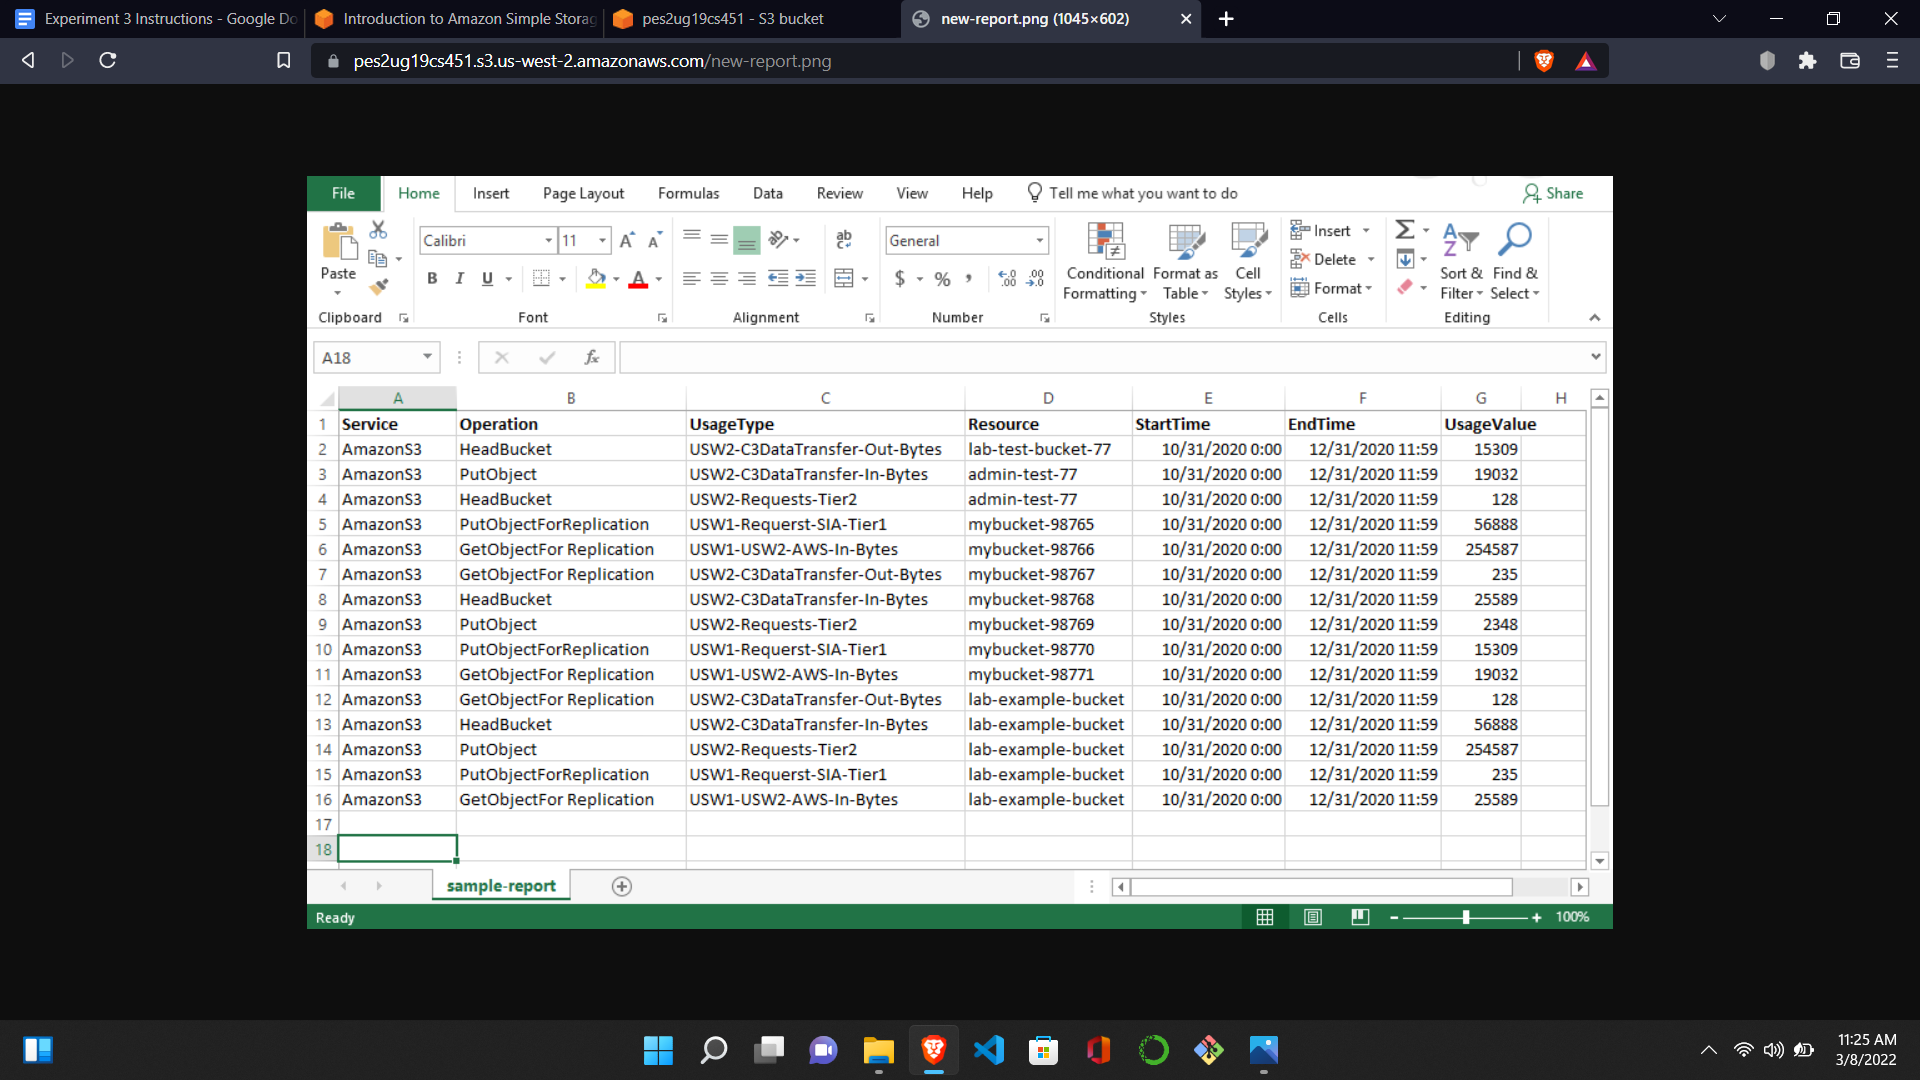 Experiment 3 Instructions - Google Do
Introduction to Amazon Simple Storag
pes2ug19cs451 - S3 bucket
new-report.png (1045×602)
pes2ug19cs451.s3.us-west-2.amazonaws.com/new-report.png
File Home Insert Page Layout Formulas Data Review View Help Tell me what you want to do Share
Paste
Calibri 11
B I U
A A
A
ab
General
$ % ,
Conditional Formatting
Format as Table
Cell Styles
Insert
Delete
Format
Sort & Filter
Find & Select
Clipboard Font Alignment Number Styles Cells Editing
A18 fx
A B C D E F G H
1 Service Operation UsageType Resource StartTime EndTime UsageValue
2 AmazonS3 HeadBucket USW2-C3DataTransfer-Out-Bytes lab-test-bucket-77 10/31/2020 0:00 12/31/2020 11:59 15309
3 AmazonS3 PutObject USW2-C3DataTransfer-In-Bytes admin-test-77 10/31/2020 0:00 12/31/2020 11:59 19032
4 AmazonS3 HeadBucket USW2-Requests-Tier2 admin-test-77 10/31/2020 0:00 12/31/2020 11:59 128
5 AmazonS3 PutObjectForReplication USW1-Requerst-SIA-Tier1 mybucket-98765 10/31/2020 0:00 12/31/2020 11:59 56888
6 AmazonS3 GetObjectFor Replication USW1-USW2-AWS-In-Bytes mybucket-98766 10/31/2020 0:00 12/31/2020 11:59 254587
7 AmazonS3 GetObjectFor Replication USW2-C3DataTransfer-Out-Bytes mybucket-98767 10/31/2020 0:00 12/31/2020 11:59 235
8 AmazonS3 HeadBucket USW2-C3DataTransfer-In-Bytes mybucket-98768 10/31/2020 0:00 12/31/2020 11:59 25589
9 AmazonS3 PutObject USW2-Requests-Tier2 mybucket-98769 10/31/2020 0:00 12/31/2020 11:59 2348
10 AmazonS3 PutObjectForReplication USW1-Requerst-SIA-Tier1 mybucket-98770 10/31/2020 0:00 12/31/2020 11:59 15309
11 AmazonS3 GetObjectFor Replication USW1-USW2-AWS-In-Bytes mybucket-98771 10/31/2020 0:00 12/31/2020 11:59 19032
12 AmazonS3 GetObjectFor Replication USW2-C3DataTransfer-Out-Bytes lab-example-bucket 10/31/2020 0:00 12/31/2020 11:59 128
13 AmazonS3 HeadBucket USW2-C3DataTransfer-In-Bytes lab-example-bucket 10/31/2020 0:00 12/31/2020 11:59 56888
14 AmazonS3 PutObject USW2-Requests-Tier2 lab-example-bucket 10/31/2020 0:00 12/31/2020 11:59 254587
15 AmazonS3 PutObjectForReplication USW1-Requerst-SIA-Tier1 lab-example-bucket 10/31/2020 0:00 12/31/2020 11:59 235
16 AmazonS3 GetObjectFor Replication USW1-USW2-AWS-In-Bytes lab-example-bucket 10/31/2020 0:00 12/31/2020 11:59 25589
17
18
sample-report
Ready 100%
11:25 AM
3/8/2022